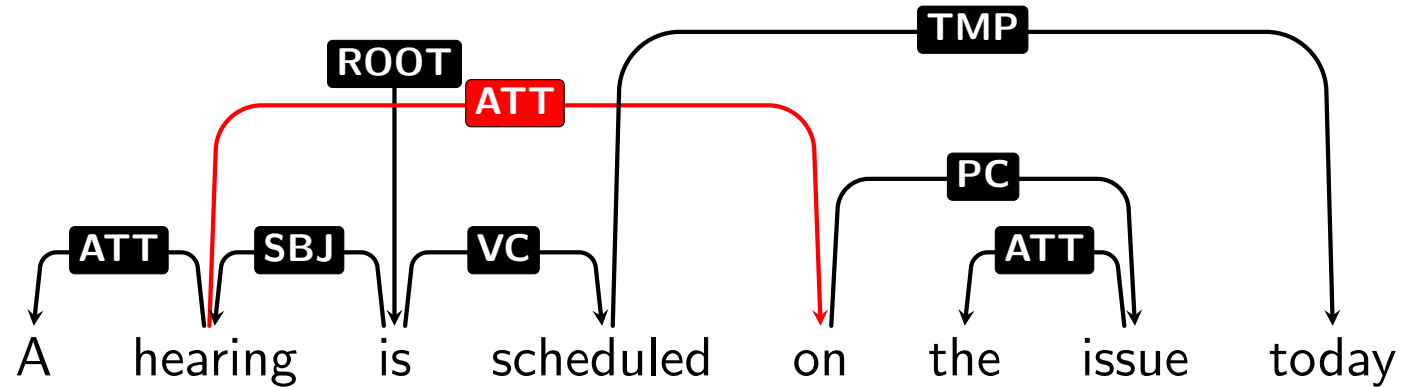 TMP
ROOT
ATT
PC
ATT SBJ VC ATT
A hearing is scheduled on the issue today